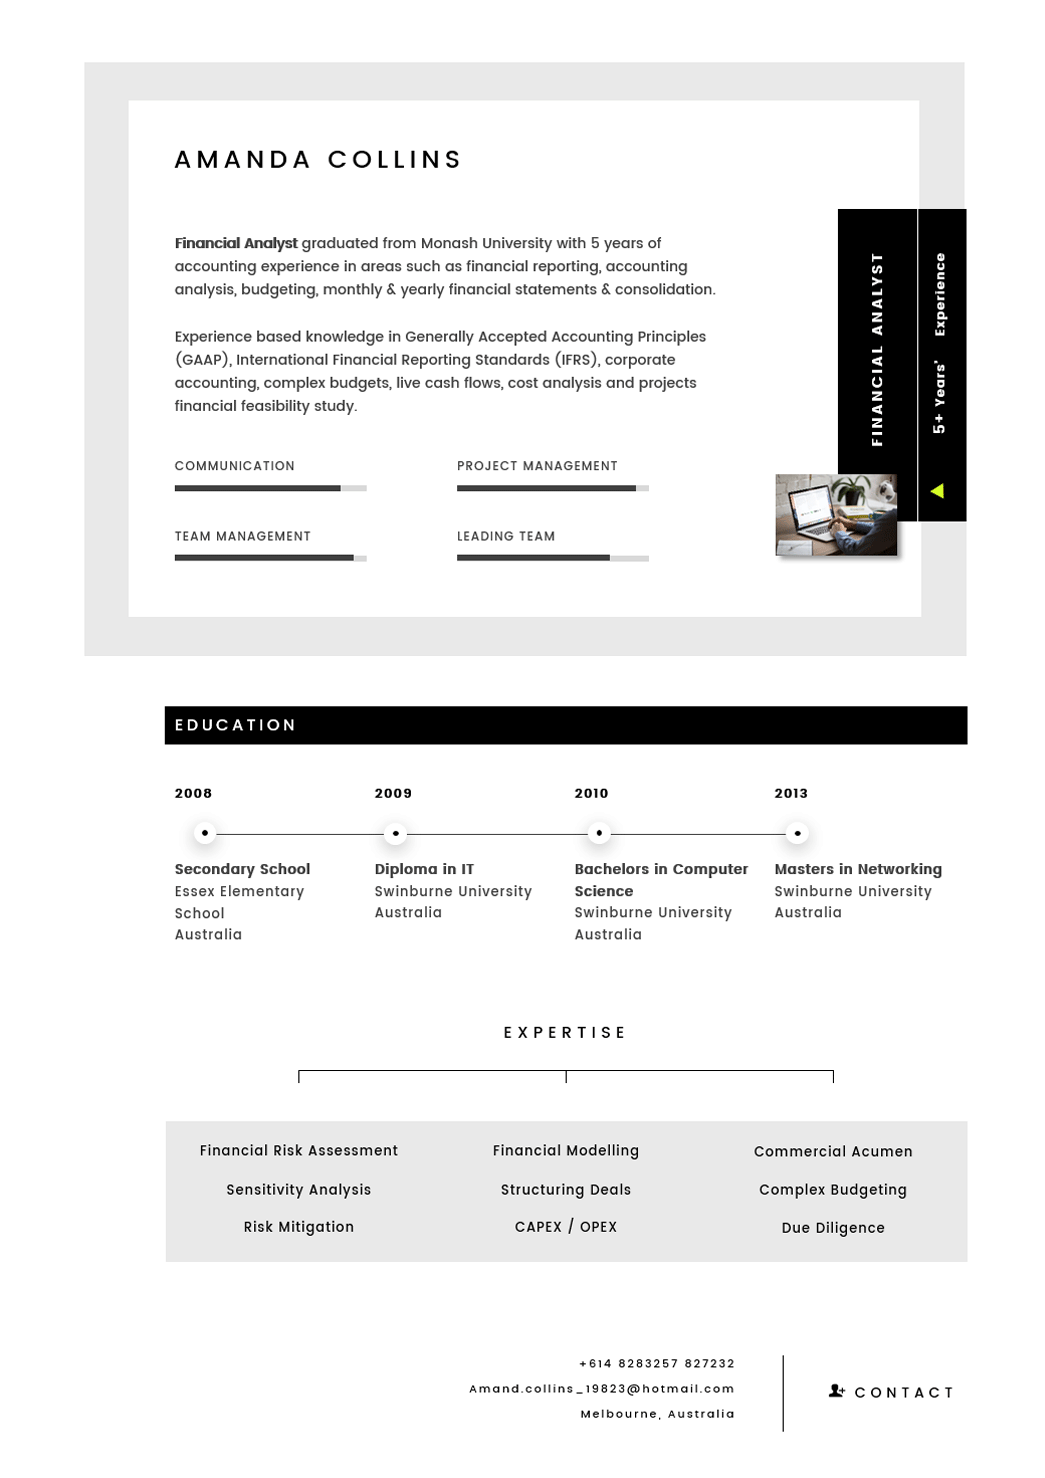 AMANDA COLLINS
Financial Analyst graduated from Monash University with 5 years of
accounting experience in areas such as financial reporting, accounting
analysis, budgeting, monthly & yearly financial statements & consolidation.
Experience based knowledge in Generally Accepted Accounting Principles
(GAAP), International Financial Reporting Standards (IFRS), corporate
accounting, complex budgets, live cash flows, cost analysis and projects
financial feasibility study.
FINANCIAL ANALYST
5+ Years' Experience
COMMUNICATION
PROJECT MANAGEMENT
TEAM MANAGEMENT
LEADING TEAM
EDUCATION
2008
Secondary School
Essex Elementary
School
Australia
2009
Diploma in IT
Swinburne University
Australia
2010
Bachelors in Computer
Science
Swinburne University
Australia
2013
Masters in Networking
Swinburne University
Australia
EXPERTISE
Financial Risk Assessment
Sensitivity Analysis
Risk Mitigation
Financial Modelling
Structuring Deals
CAPEX / OPEX
Commercial Acumen
Complex Budgeting
Due Diligence
+614 8283257 827232
Amand.collins_19823@hotmail.com
Melbourne, Australia
CONTACT